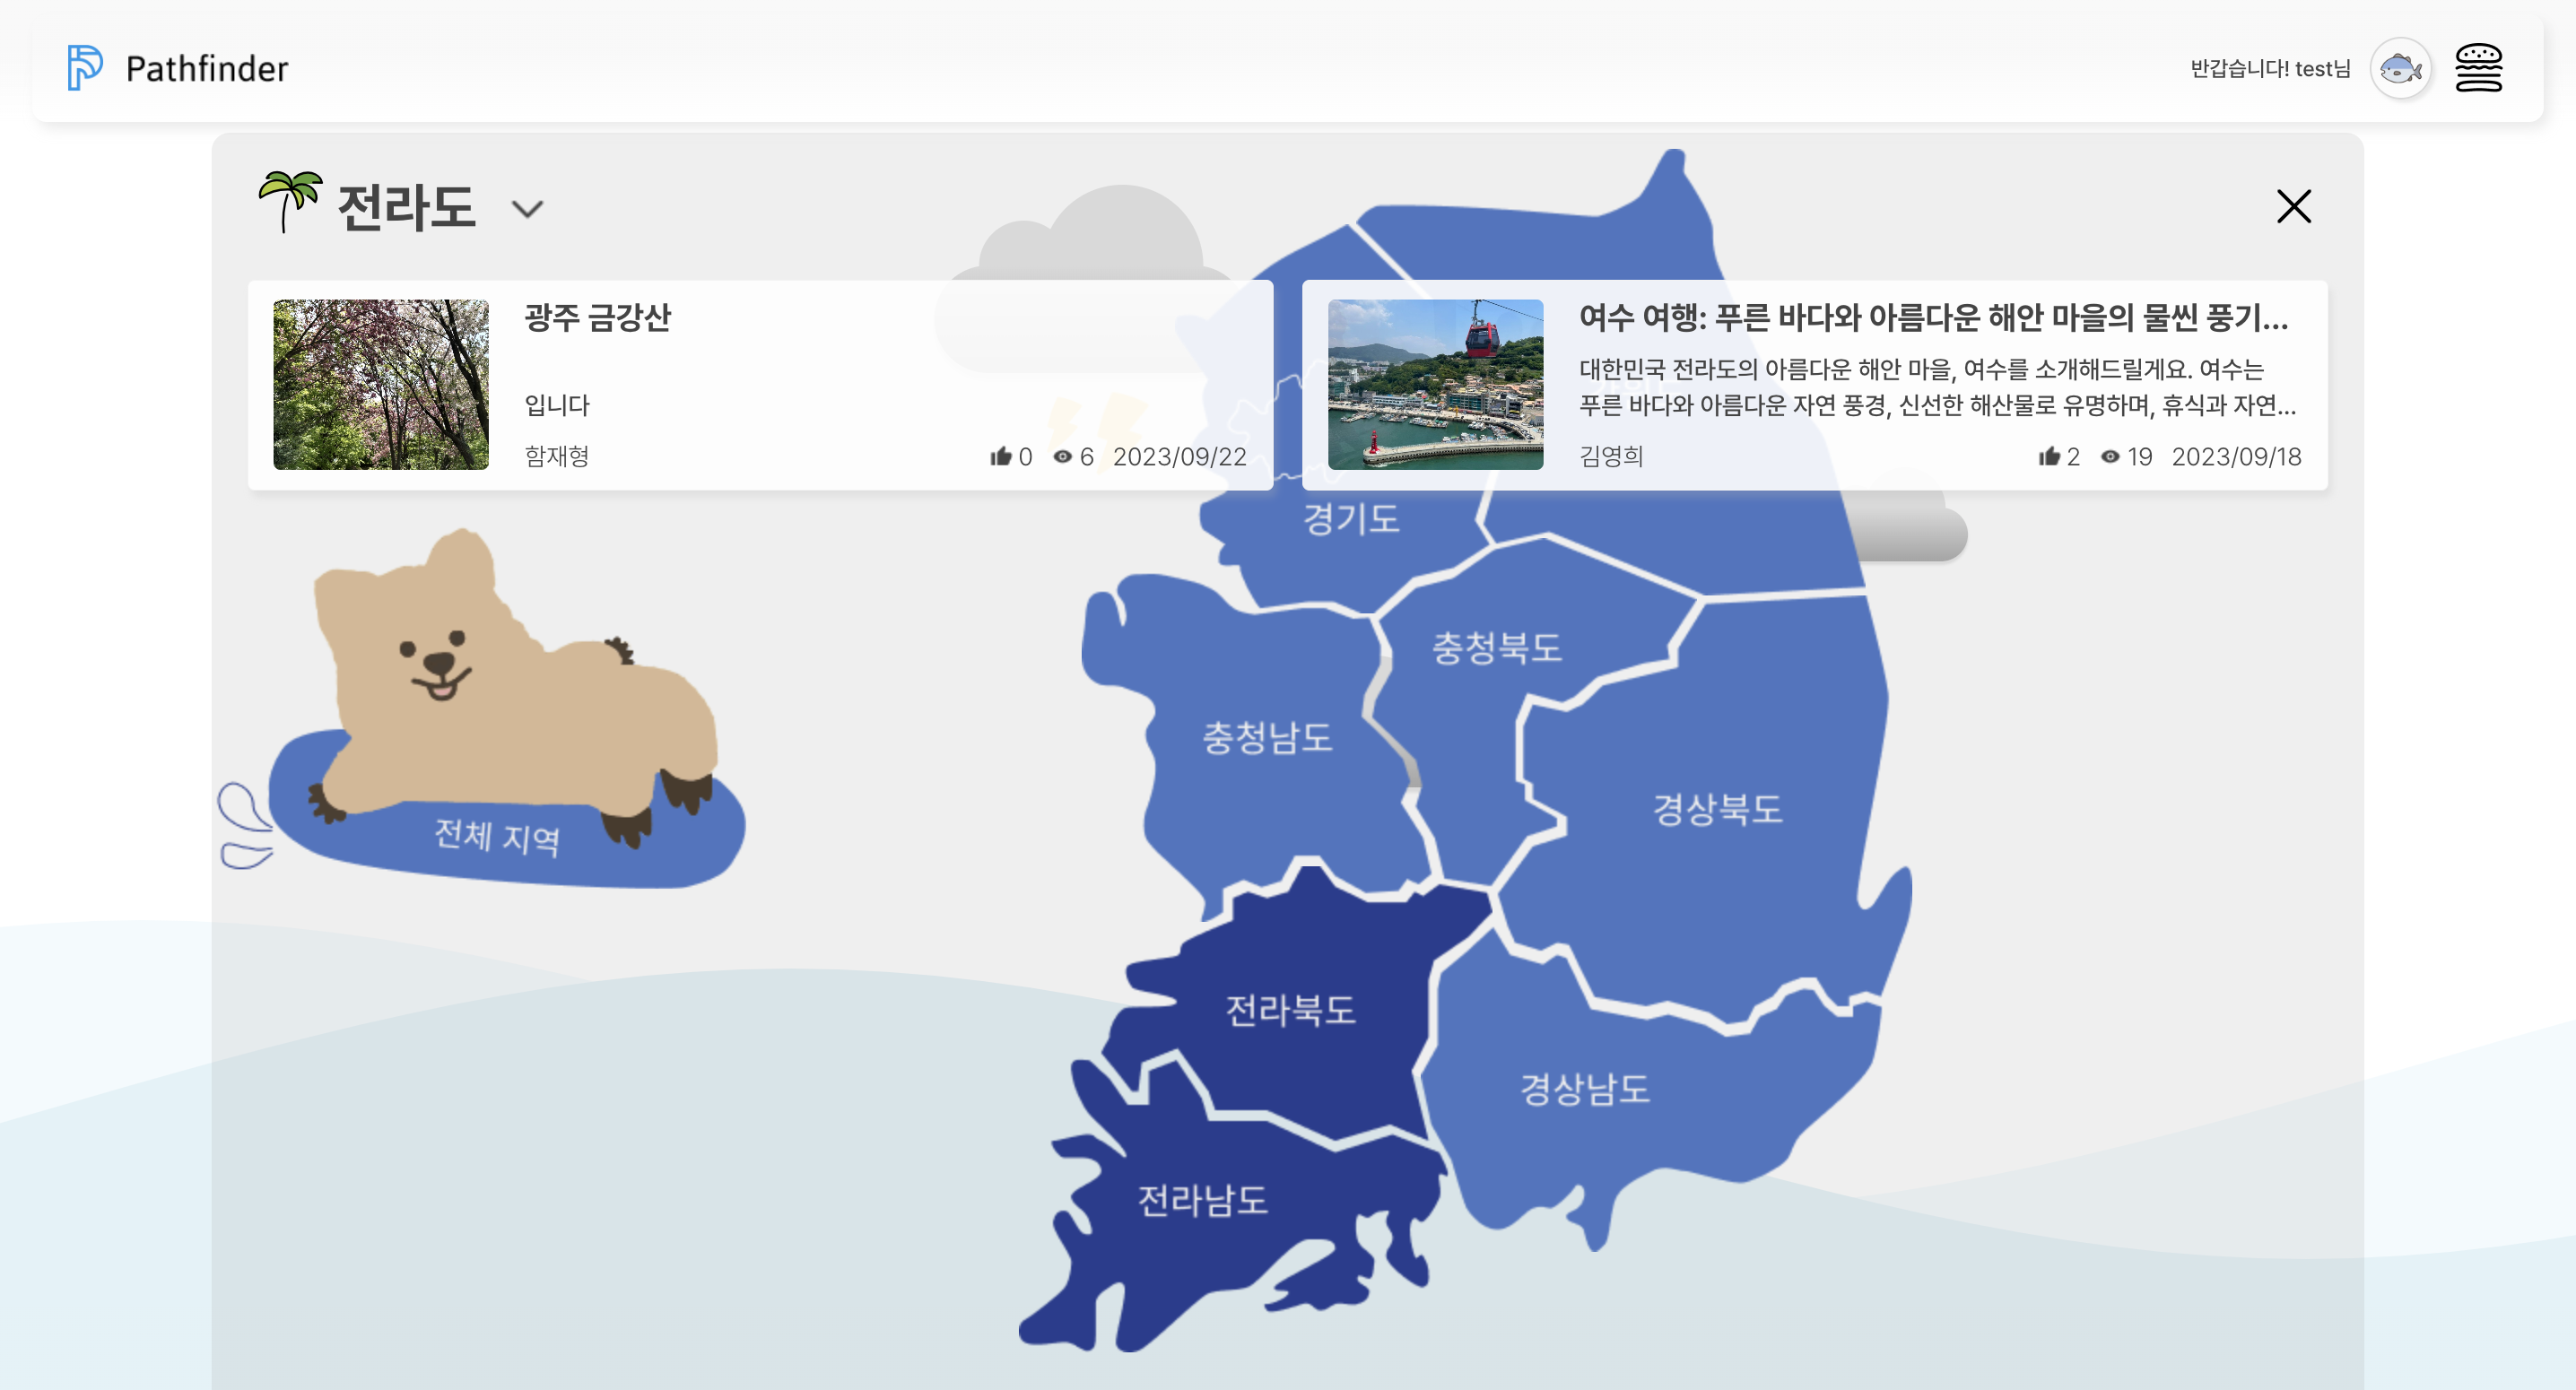 Pathfinder
반갑습니다! test님
전라도
광주 금강산
입니다
함재형
0 6 2023/09/22
여수 여행: 푸른 바다와 아름다운 해안 마을의 물씬 풍기...
대한민국 전라도의 아름다운 해안 마을, 여수를 소개해드릴게요. 여수는
푸른 바다와 아름다운 자연 풍경, 신선한 해산물로 유명하며, 휴식과 자연...
김영희
2 19 2023/09/18
경기도
충청북도
충청남도
경상북도
전체 지역
전라북도
경상남도
전라남도